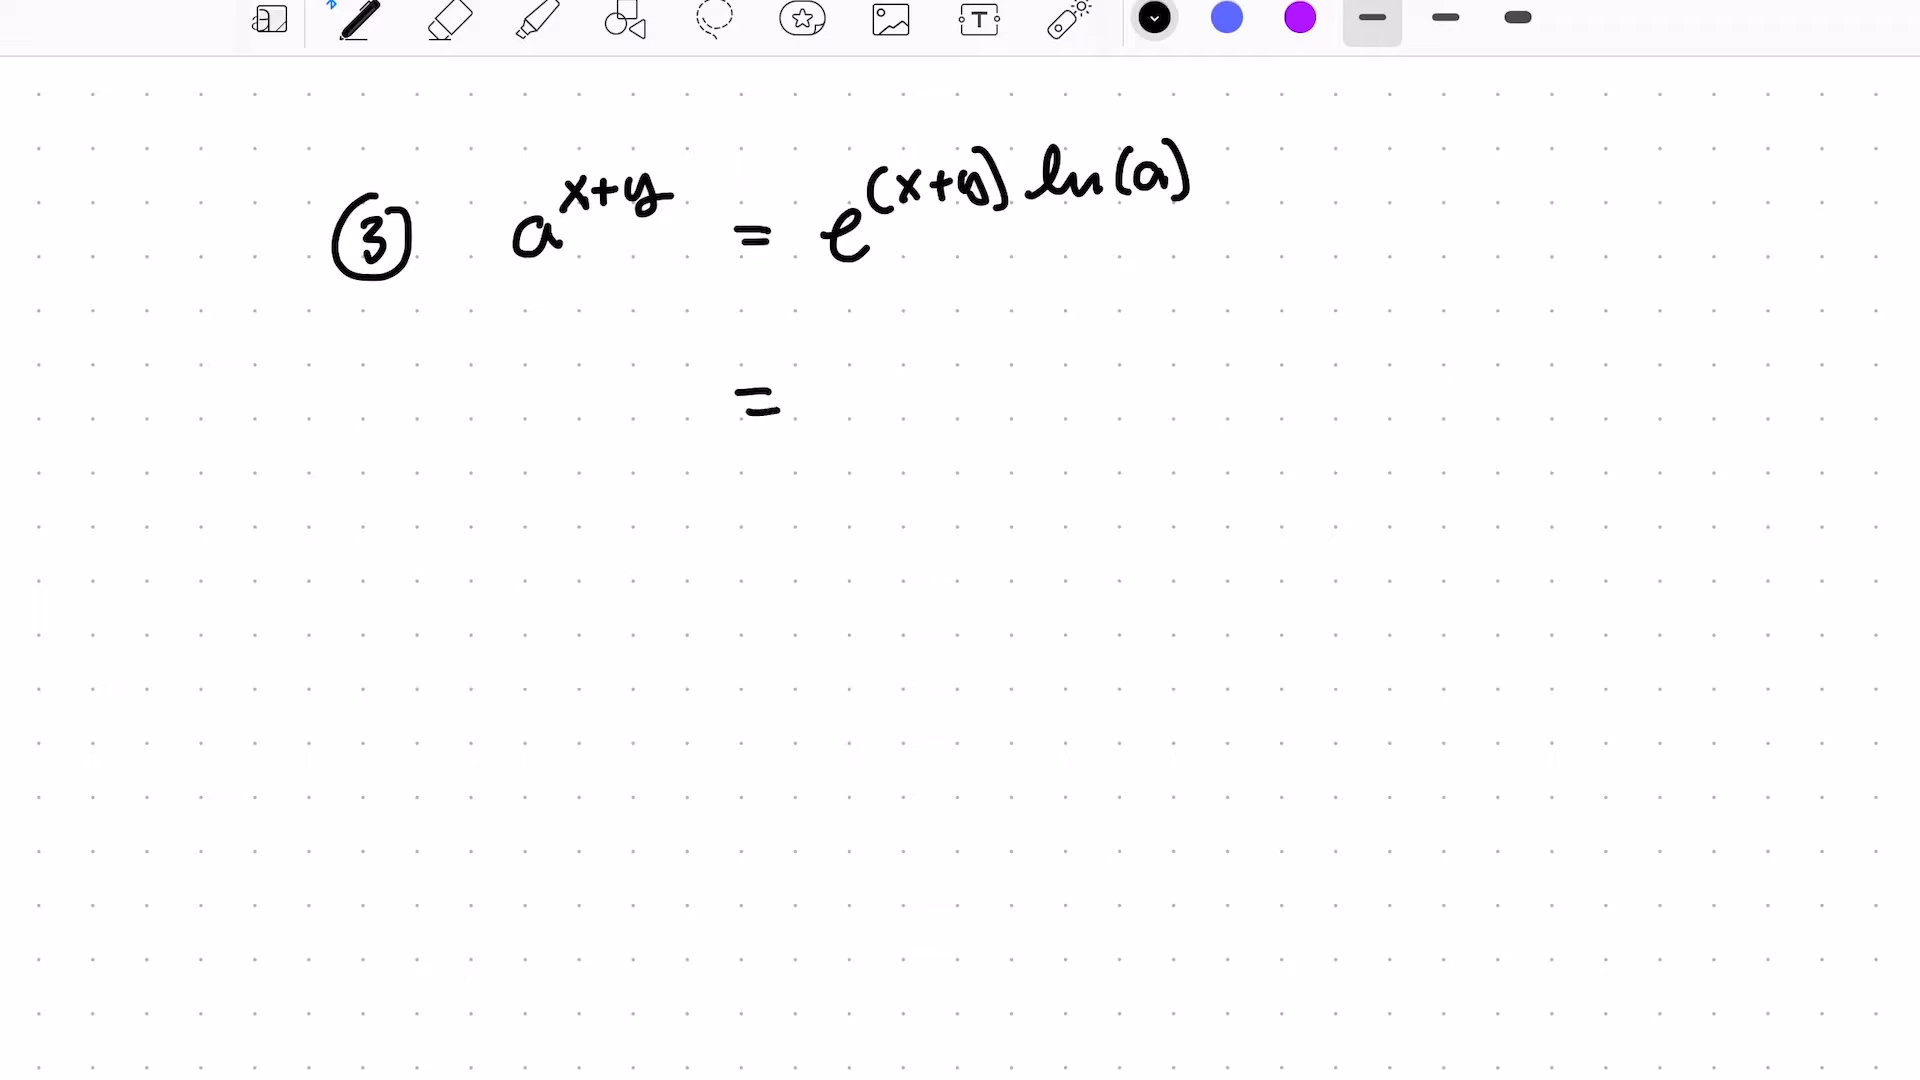 ③ a^{x+y} = e^{(x+y) ln(a)}
=